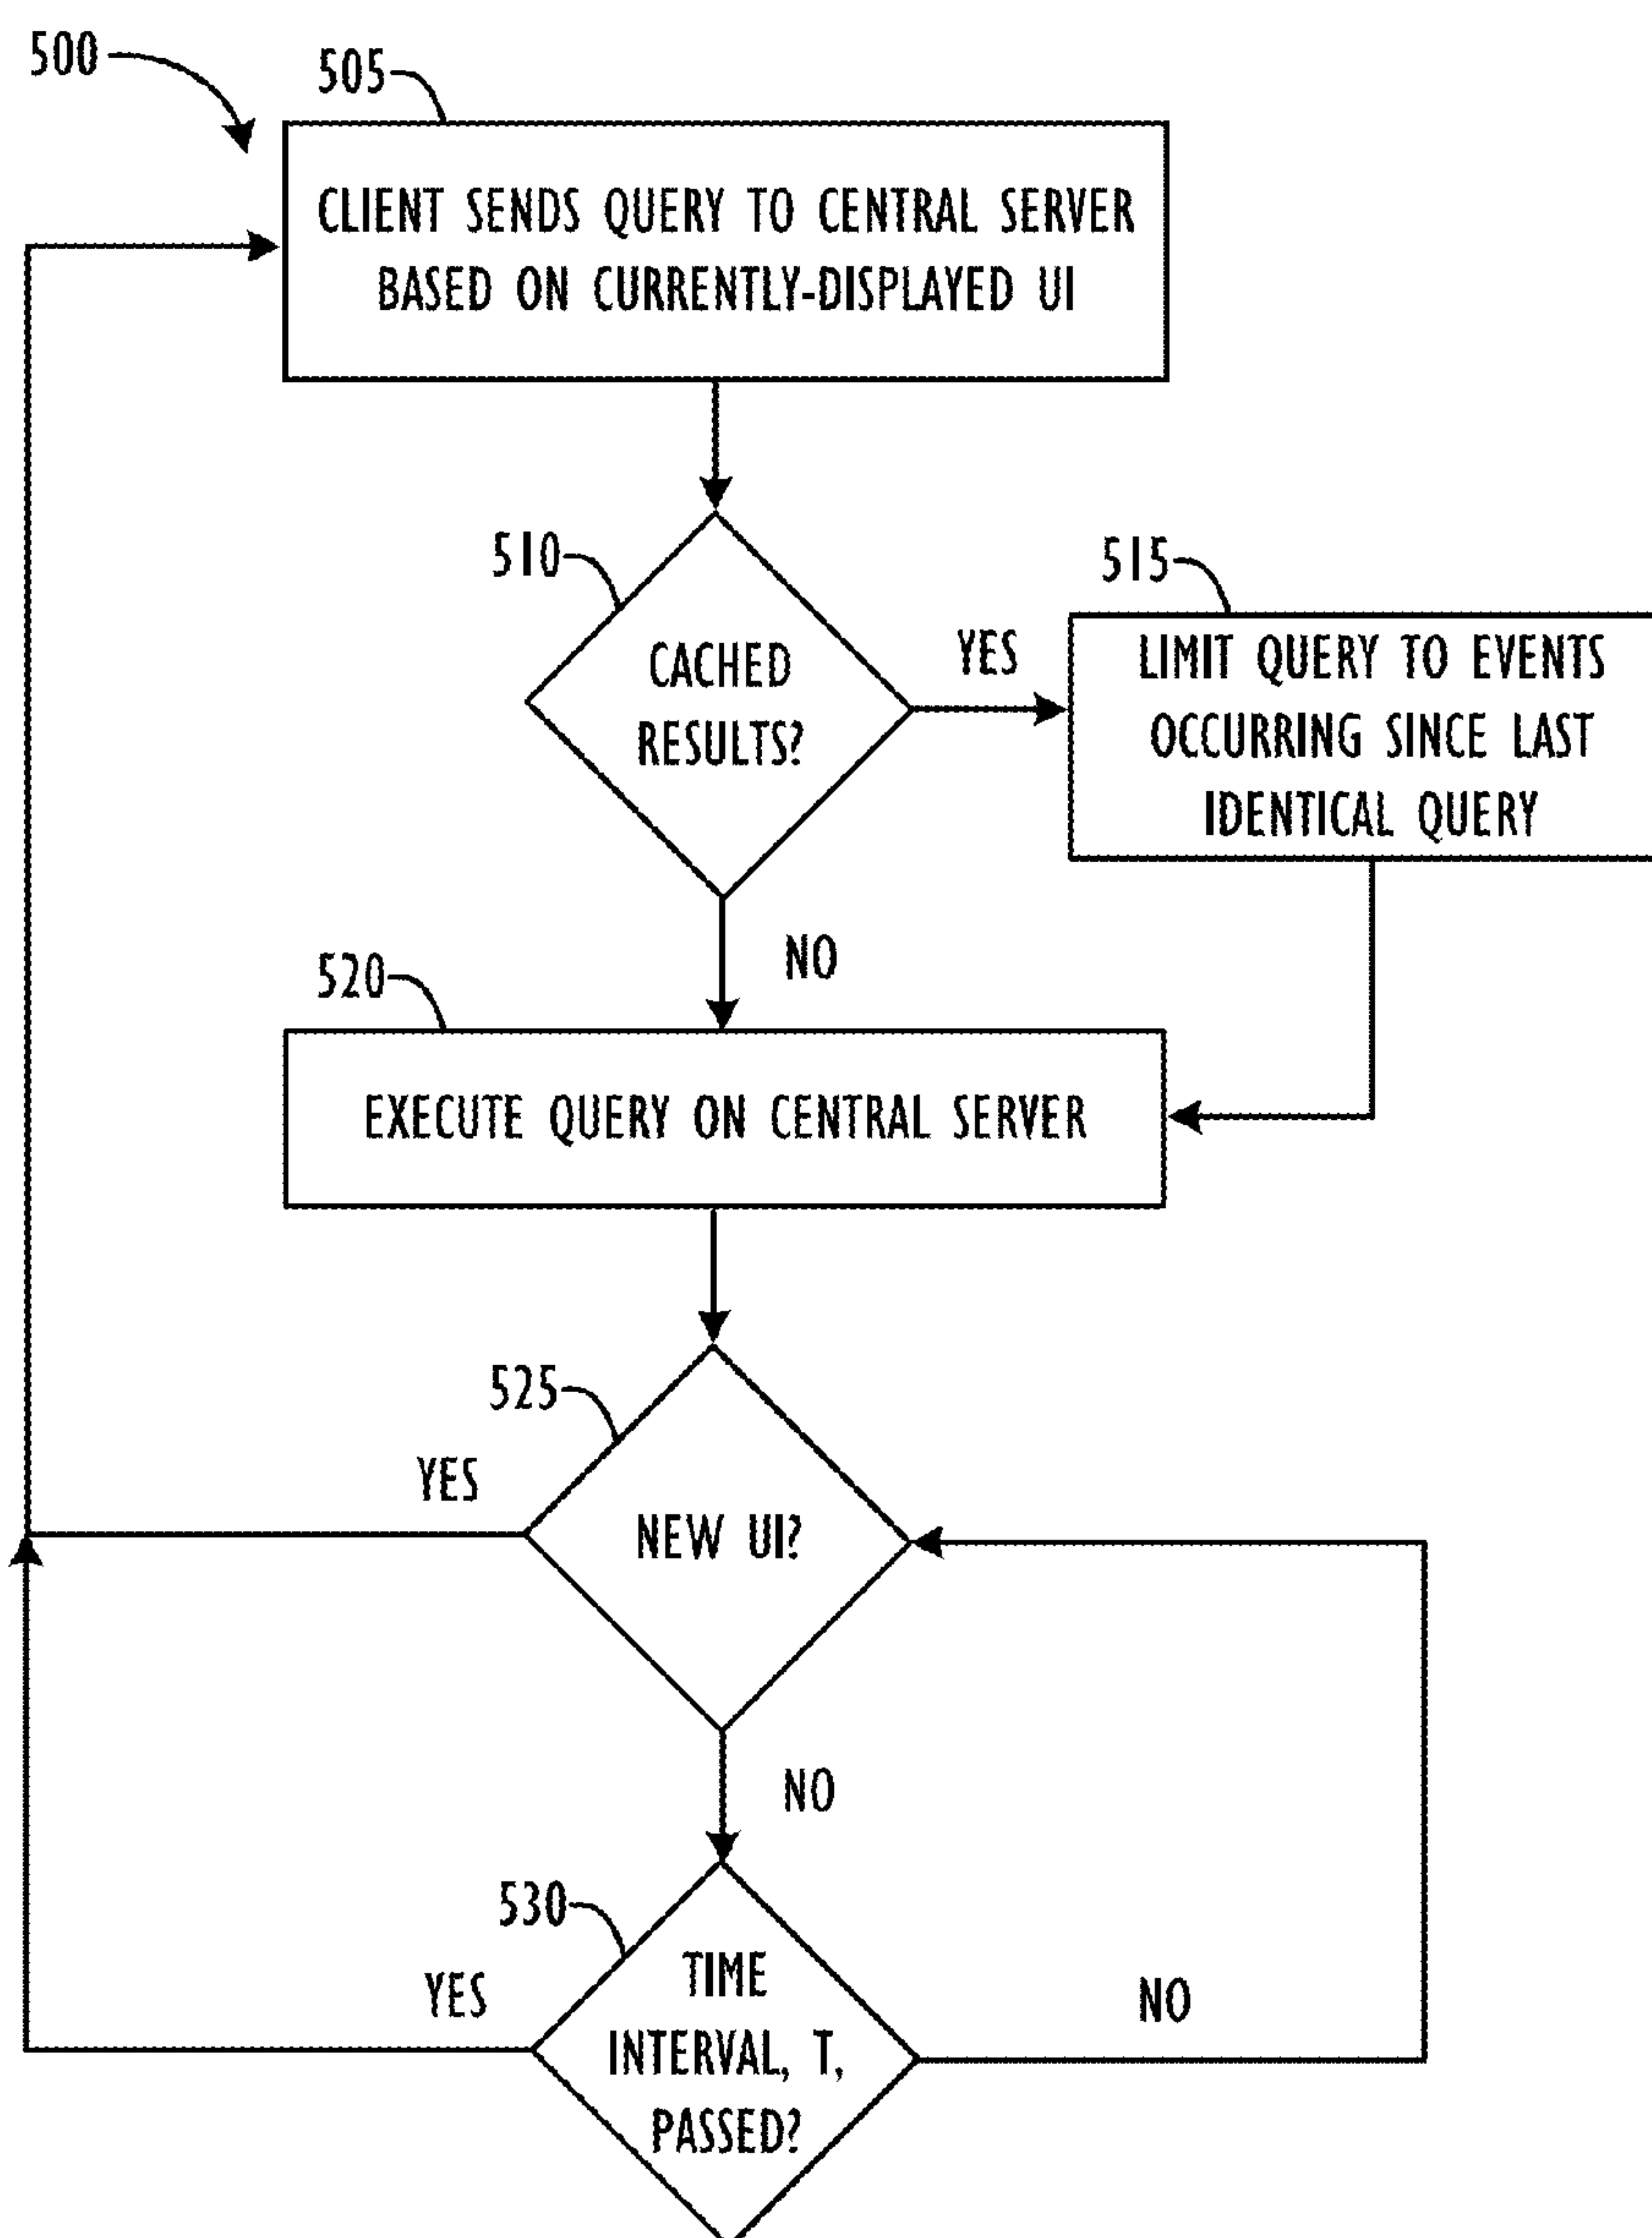 500
505
CLIENT SENDS QUERY TO CENTRAL SERVER
BASED ON CURRENTLY-DISPLAYED UI
510
CACHED
RESULTS?
YES
515
LIMIT QUERY TO EVENTS
OCCURRING SINCE LAST
IDENTICAL QUERY
NO
520
EXECUTE QUERY ON CENTRAL SERVER
525
YES
NEW UI?
NO
530
YES
TIME
INTERVAL, T,
PASSED?
NO